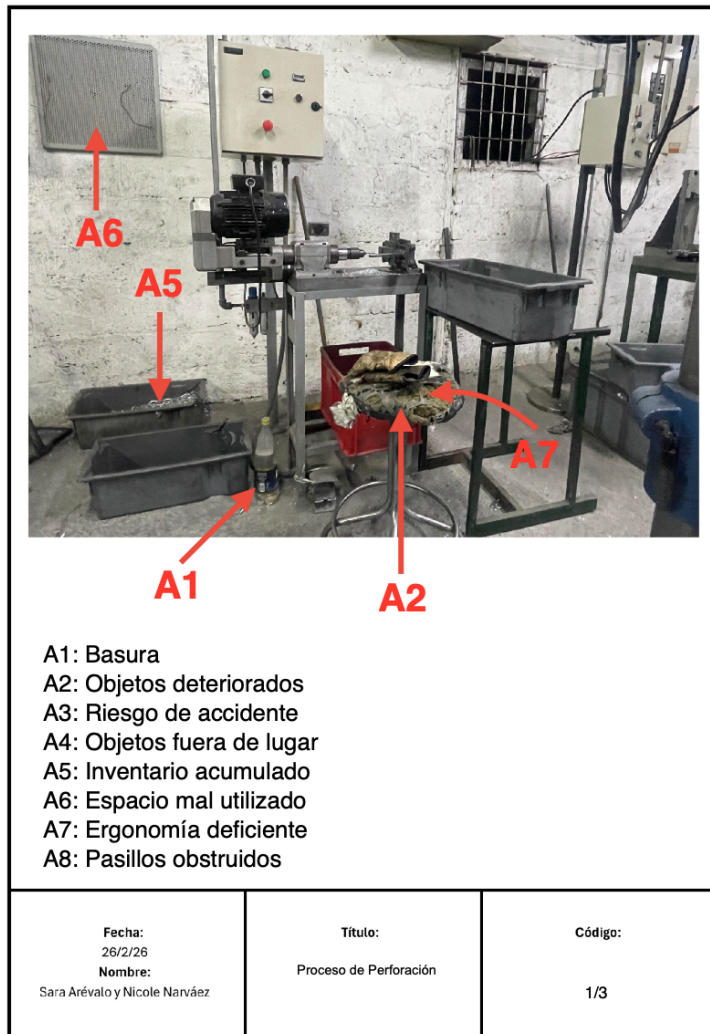 A6
A5
A7
A1
A2
A1: Basura
A2: Objetos deteriorados
A3: Riesgo de accidente
A4: Objetos fuera de lugar
A5: Inventario acumulado
A6: Espacio mal utilizado
A7: Ergonomía deficiente
A8: Pasillos obstruidos
Fecha:
26/2/26
Nombre:
Sara Arévalo y Nicole Narváez
Título:
Proceso de Perforación
Código:
1/3